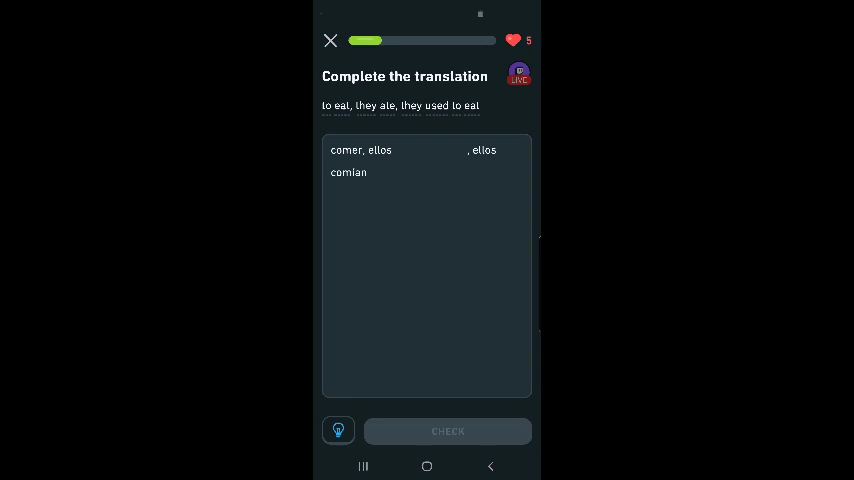 5
Complete the translation
LIVE
to eat, they ate, they used to eat
comer, ellos , ellos
comían
CHECK